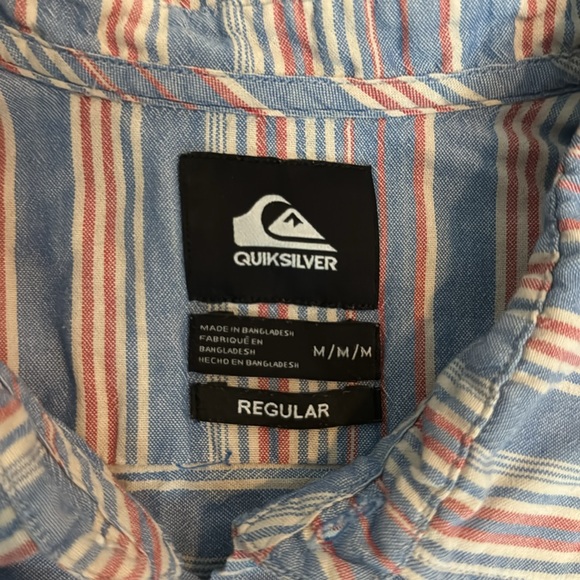 QUIKSILVER
MADE IN BANGLADESH
FABRIQUÉ EN
BANGLADESH
HECHO EN BANGLADESH
M/M/M
REGULAR